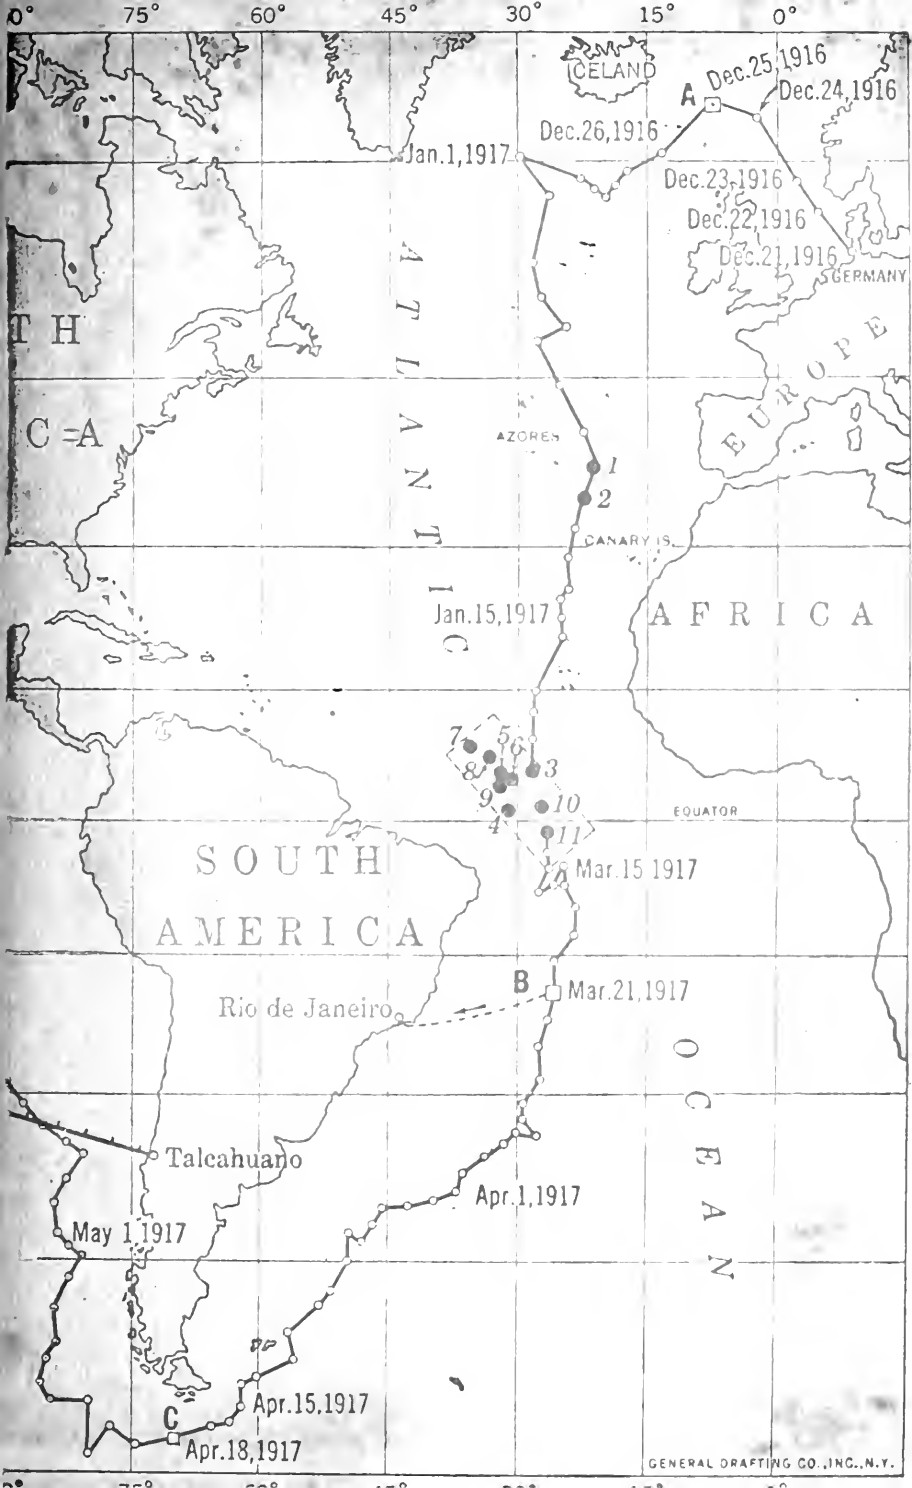 0° 75° 60° 45° 30° 15° 0°
ICELAND
A
Dec.25,1916
Dec.24,1916
Dec.26,1916
Jan.1,1917
Dec.23,1916
Dec.22,1916
Dec.21,1916
GERMANY
TH
C=A
ATLANTIC
EUROPE
AZORES
1
2
CANARY IS.
Jan.15,1917
AFRICA
7
5
6
8
3
9
10
4
EQUATOR
11
SOUTH
Mar.15,1917
AMERICA
B
Mar.21,1917
Rio de Janeiro
OCEAN
Talcahuano
Apr.1,1917
May 1,1917
Apr.15,1917
C
Apr.18,1917
GENERAL DRAFTING CO.,INC.,N.Y.